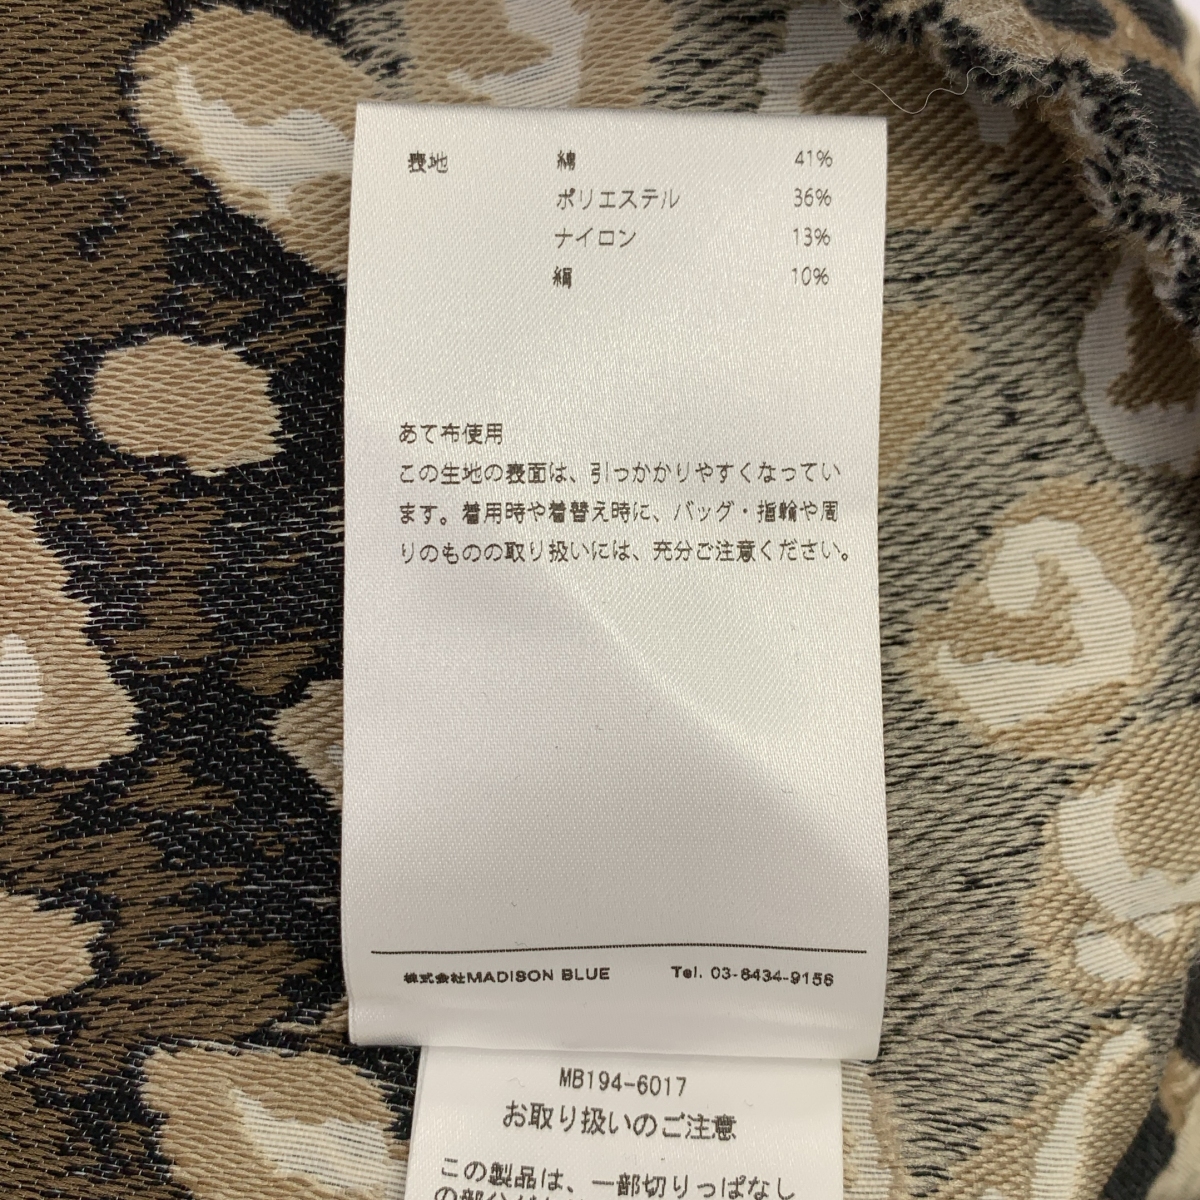 表地 綿 41%
ポリエステル 36%
ナイロン 13%
絹 10%
あて布使用
この生地の表面は、引っかかりやすくなってい
ます。着用時や着替え時に、バッグ・指輪や周
りのものの取り扱いには、充分ご注意ください。
株式会社MADISON BLUE Tel. 03-6434-9156
MB194-6017
お取り扱いのご注意
この製品は、一部切りっぱなし
の部分が